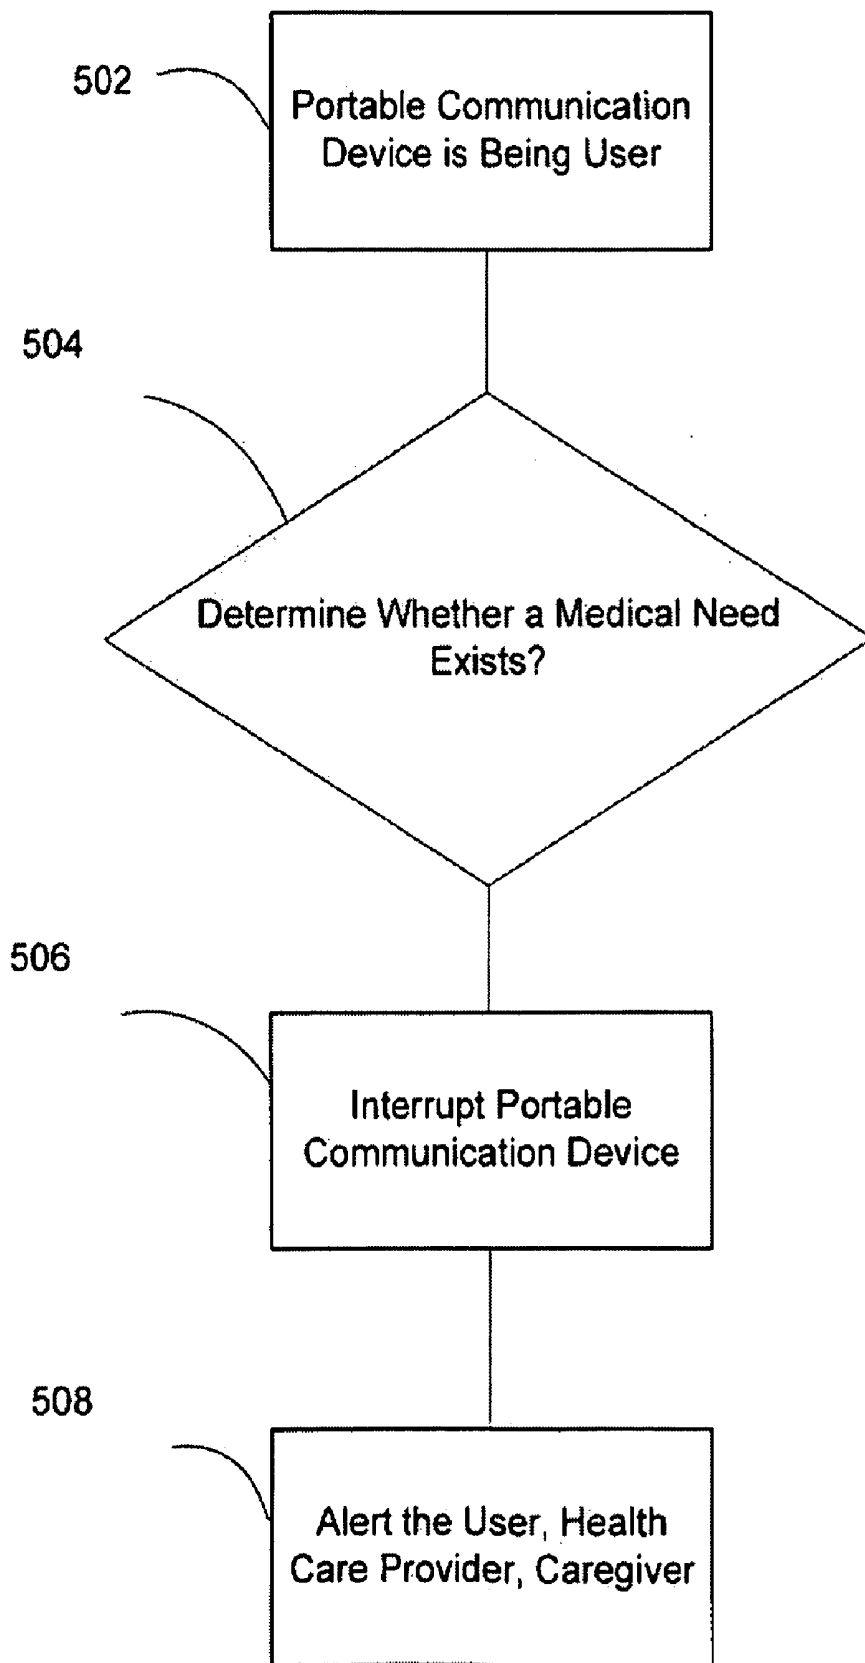 502
Portable Communication
Device is Being User
504
Determine Whether a Medical Need
Exists?
506
Interrupt Portable
Communication Device
508
Alert the User, Health
Care Provider, Caregiver